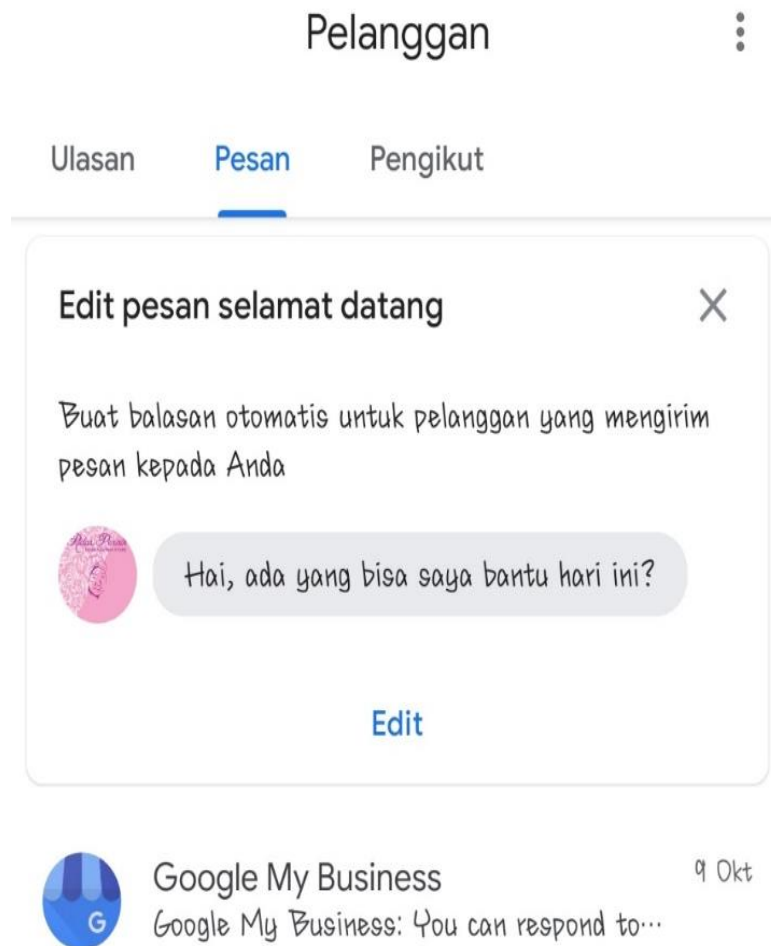 Pelanggan
Ulasan
Pesan
Pengikut
Edit pesan selamat datang
Buat balasan otomatis untuk pelanggan yang mengirim
pesan kepada Anda
Hai, ada yang bisa saya bantu hari ini?
Edit
Google My Business
9 Okt
Google My Business: You can respond to...
G